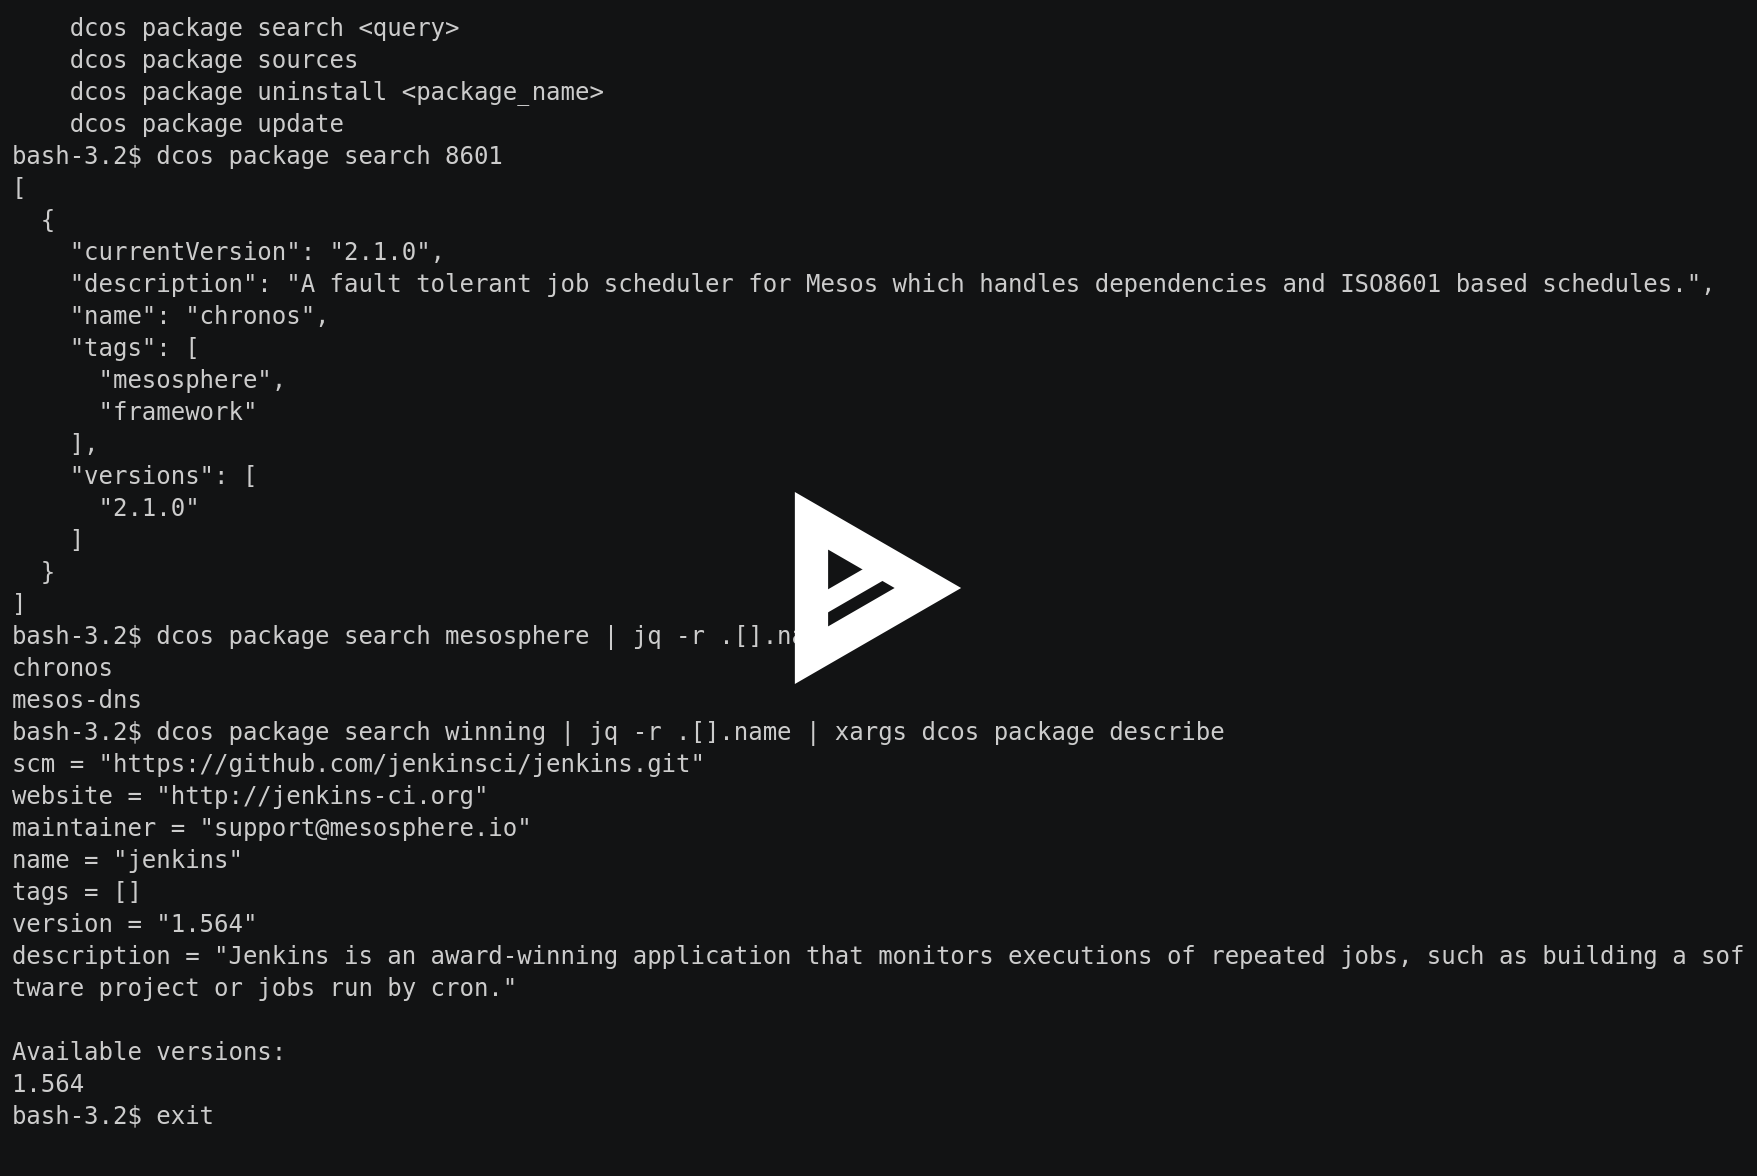 dcos package search <query>
dcos package sources
dcos package uninstall <package_name>
dcos package update
bash-3.2$ dcos package search 8601
[
{
"currentVersion": "2.1.0",
"description": "A fault tolerant job scheduler for Mesos which handles dependencies and ISO8601 based schedules.",
"name": "chronos",
"tags": [
"mesosphere",
"framework"
],
"versions": [
"2.1.0"
]
}
]
bash-3.2$ dcos package search mesosphere | jq -r .[].
chronos
mesos-dns
bash-3.2$ dcos package search winning | jq -r .[].name | xargs dcos package describe
scm = "https://github.com/jenkinsci/jenkins.git"
website = "http://jenkins-ci.org"
maintainer = "support@mesosphere.io"
name = "jenkins"
tags = []
version = "1.564"
description = "Jenkins is an award-winning application that monitors executions of repeated jobs, such as building a sof
tware project or jobs run by cron."
Available versions:
1.564
bash-3.2$ exit